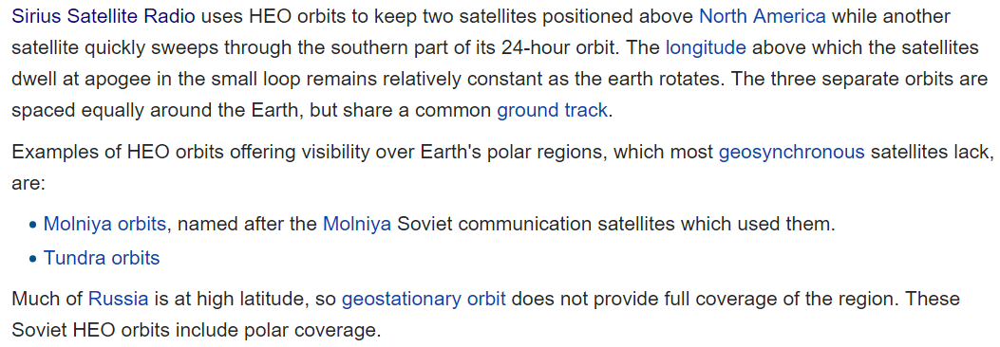 Sirius Satellite Radio uses HEO orbits to keep two satellites positioned above North America while another
satellite quickly sweeps through the southern part of its 24-hour orbit. The longitude above which the satellites
dwell at apogee in the small loop remains relatively constant as the earth rotates. The three separate orbits are
spaced equally around the Earth, but share a common ground track.
Examples of HEO orbits offering visibility over Earth's polar regions, which most geosynchronous satellites lack,
are:
• Molniya orbits, named after the Molniya Soviet communication satellites which used them.
• Tundra orbits
Much of Russia is at high latitude, so geostationary orbit does not provide full coverage of the region. These
Soviet HEO orbits include polar coverage.